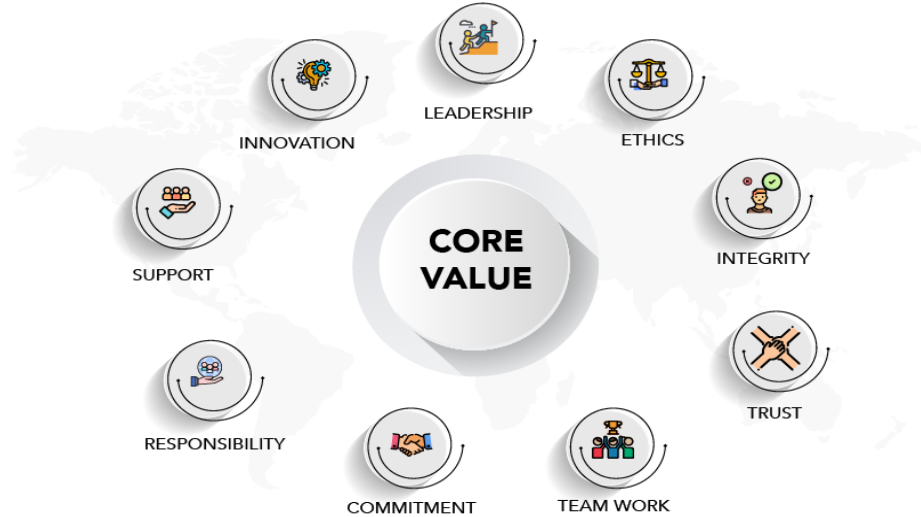 LEADERSHIP
INNOVATION
ETHICS
SUPPORT
CORE
VALUE
INTEGRITY
RESPONSIBILITY
TRUST
COMMITMENT
TEAM WORK